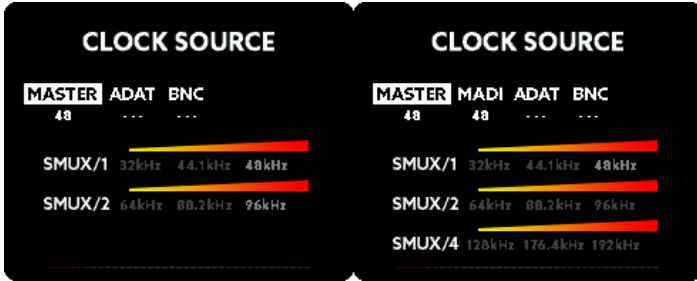 CLOCK SOURCE
MASTER ADAT BNC
48 --- ---
SMUX/1 32kHz 44.1kHz 48kHz
SMUX/2 64kHz 88.2kHz 96kHz
CLOCK SOURCE
MASTER MADI ADAT BNC
48 48 --- ---
SMUX/1 32kHz 44.1kHz 48kHz
SMUX/2 64kHz 88.2kHz 96kHz
SMUX/4 128kHz 176.4kHz 192kHz